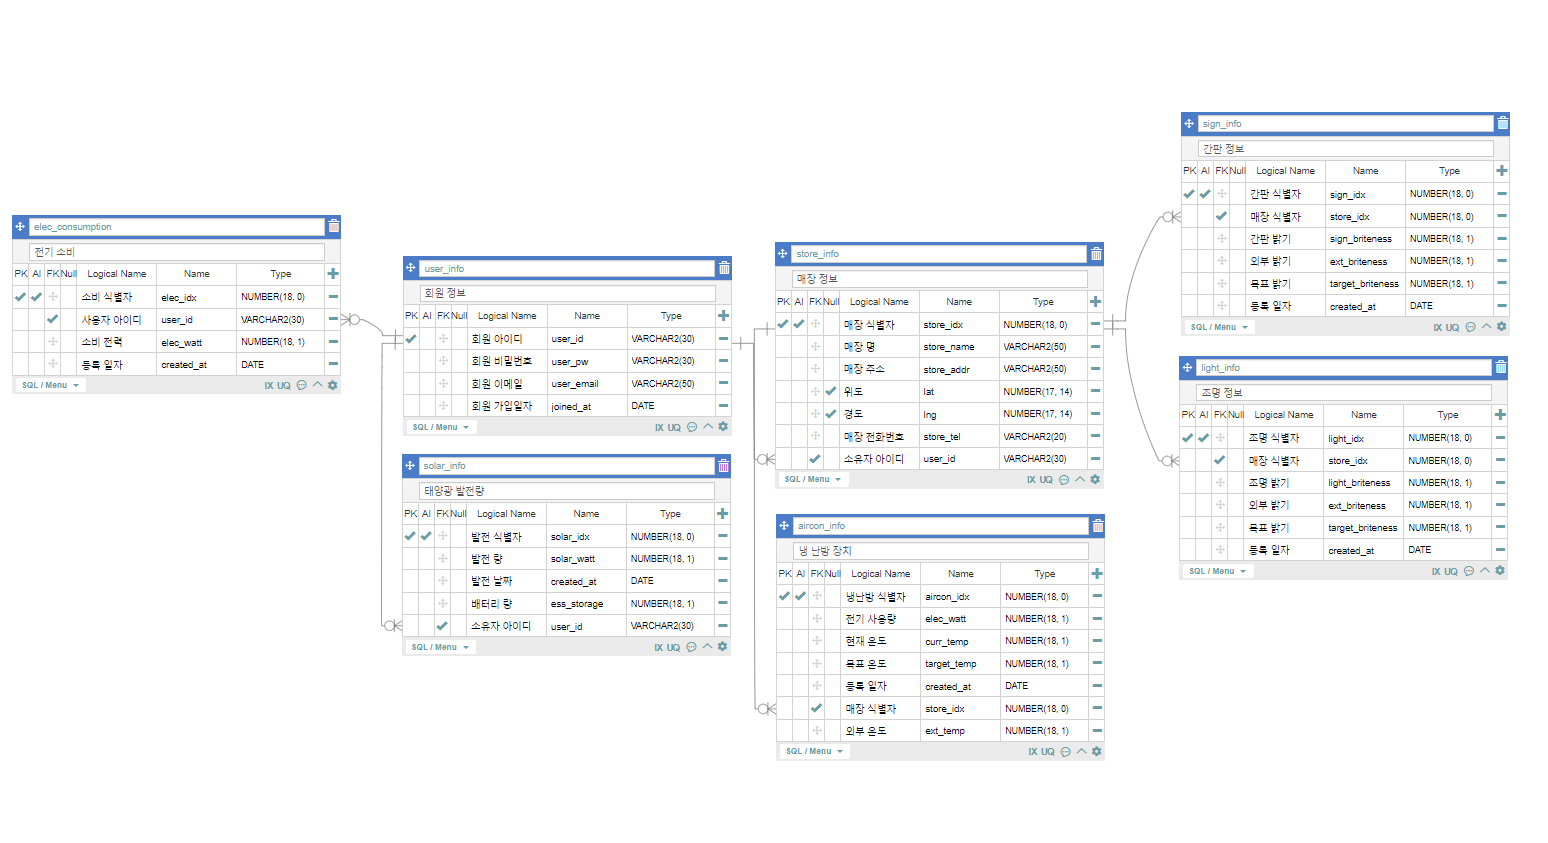 elec_consumption
전기 소비
PK AI FK Null Logical Name Name Type
소비 식별자 elec_idx NUMBER(18, 0)
사용자 아이디 user_id VARCHAR2(30)
소비 전력 elec_watt NUMBER(18, 1)
등록 일자 created_at DATE
SQL / Menu IX UQ
user_info
회원 정보
PK AI FK Null Logical Name Name Type
회원 아이디 user_id VARCHAR2(30)
회원 비밀번호 user_pw VARCHAR2(30)
회원 이메일 user_email VARCHAR2(50)
회원 가입일자 joined_at DATE
SQL / Menu IX UQ
solar_info
태양광 발전량
PK AI FK Null Logical Name Name Type
발전 식별자 solar_idx NUMBER(18, 0)
발전 량 solar_watt NUMBER(18, 1)
발전 날짜 created_at DATE
배터리 량 ess_storage NUMBER(18, 1)
소유자 아이디 user_id VARCHAR2(30)
SQL / Menu IX UQ
store_info
매장 정보
PK AI FK Null Logical Name Name Type
매장 식별자 store_idx NUMBER(18, 0)
매장 명 store_name VARCHAR2(50)
매장 주소 store_addr VARCHAR2(50)
위도 lat NUMBER(17, 14)
경도 lng NUMBER(17, 14)
매장 전화번호 store_tel VARCHAR2(20)
소유자 아이디 user_id VARCHAR2(30)
SQL / Menu IX UQ
aircon_info
냉 난방 장치
PK AI FK Null Logical Name Name Type
냉난방 식별자 aircon_idx NUMBER(18, 0)
전기 사용량 elec_watt NUMBER(18, 1)
현재 온도 curr_temp NUMBER(18, 1)
목표 온도 target_temp NUMBER(18, 1)
등록 일자 created_at DATE
매장 식별자 store_idx NUMBER(18, 0)
외부 온도 ext_temp NUMBER(18, 1)
SQL / Menu IX UQ
sign_info
간판 정보
PK AI FK Null Logical Name Name Type
간판 식별자 sign_idx NUMBER(18, 0)
매장 식별자 store_idx NUMBER(18, 0)
간판 밝기 sign_briteness NUMBER(18, 1)
외부 밝기 ext_briteness NUMBER(18, 1)
목표 밝기 target_briteness NUMBER(18, 1)
등록 일자 created_at DATE
SQL / Menu IX UQ
light_info
조명 정보
PK AI FK Null Logical Name Name Type
조명 식별자 light_idx NUMBER(18, 0)
매장 식별자 store_idx NUMBER(18, 0)
조명 밝기 light_briteness NUMBER(18, 1)
외부 밝기 ext_briteness NUMBER(18, 1)
목표 밝기 target_briteness NUMBER(18, 1)
등록 일자 created_at DATE
SQL / Menu IX UQ